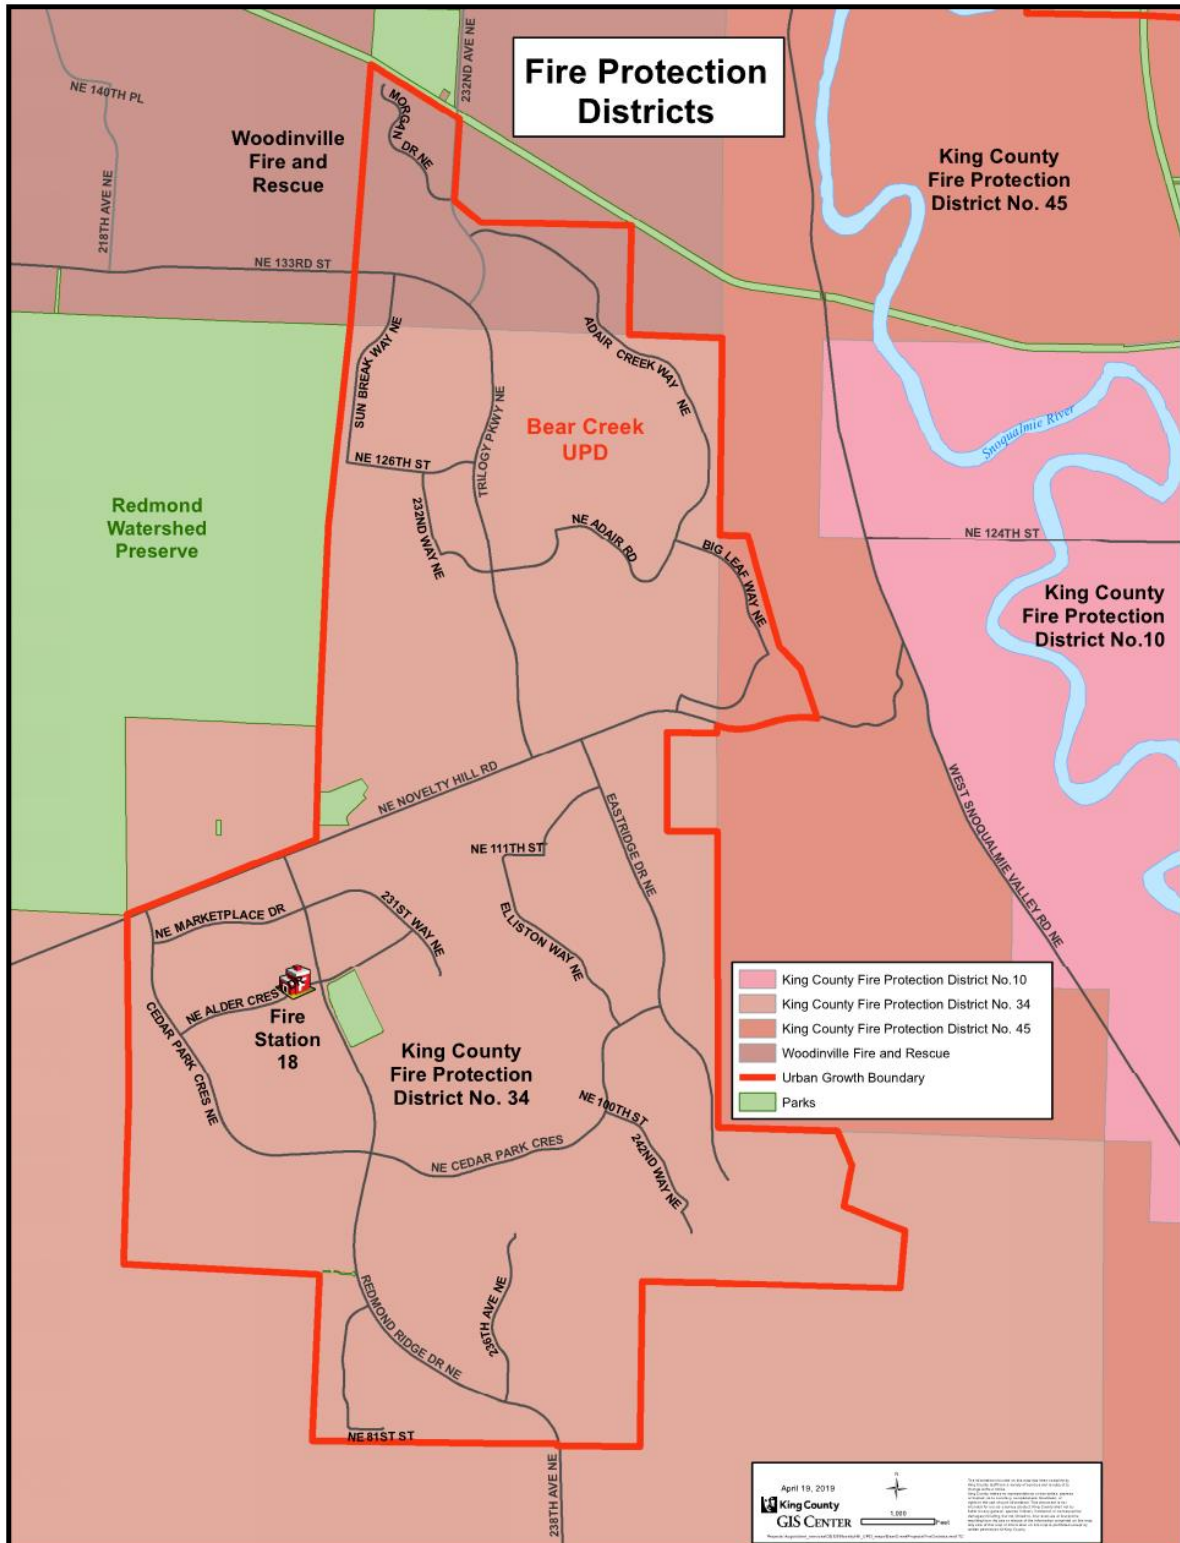 Fire Protection
Districts
NE 140TH PL
232ND AVE NE
MORGAN DR NE
Woodinville
Fire and
Rescue
King County
Fire Protection
District No. 45
218TH AVE NE
NE 133RD ST
SUN BREAK WAY NE
ADAIR CREEK WAY NE
TRILOGY PKWY NE
Bear Creek
UPD
Snoqualmie River
NE 126TH ST
Redmond
Watershed
Preserve
232ND WAY NE
NE ADAIR RD
BIG LEAF WAY NE
NE 124TH ST
King County
Fire Protection
District No.10
NE NOVELTY HILL RD
EASTRIDGE DR NE
WEST SNOQUALMIE VALLEY RD NE
NE 111TH ST
NE MARKETPLACE DR
231ST WAY NE
ELLISTON WAY NE
NE ALDER CRES
Fire
Station
18
CEDAR PARK CRES NE
King County
Fire Protection
District No. 34
King County Fire Protection District No.10
King County Fire Protection District No. 34
King County Fire Protection District No. 45
Woodinville Fire and Rescue
Urban Growth Boundary
Parks
NE 100TH ST
242ND WAY NE
NE CEDAR PARK CRES
REDMOND RIDGE DR NE
236TH AVE NE
NE 81ST ST
238TH AVE NE
April 19, 2019
N
King County
GIS CENTER
1,000
Feet